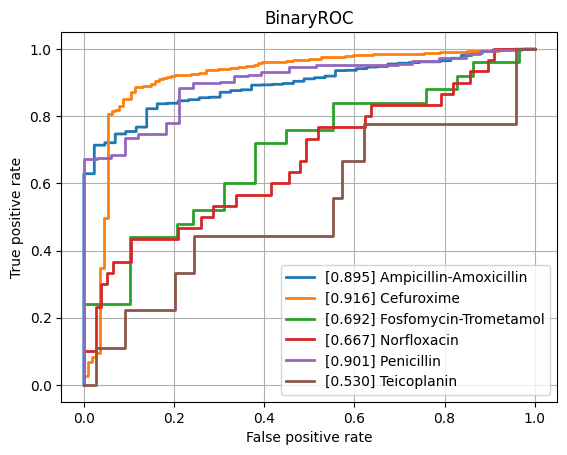 BinaryROC
True positive rate
1.0
0.8
0.6
0.4
0.2
0.0
[0.895] Ampicillin-Amoxicillin
[0.916] Cefuroxime
[0.692] Fosfomycin-Trometamol
[0.667] Norfloxacin
[0.901] Penicillin
[0.530] Teicoplanin
0.0 0.2 0.4 0.6 0.8 1.0
False positive rate